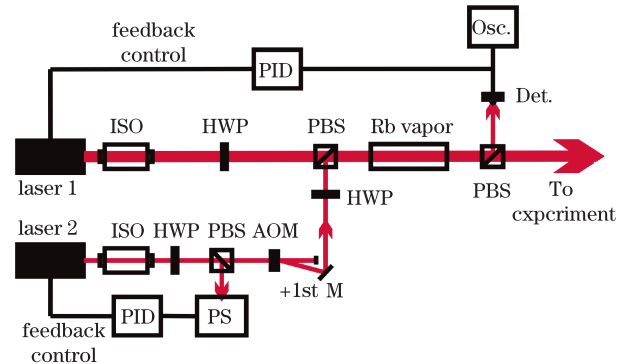 Osc.
feedback
control
PID
Det.
ISO
HWP
PBS
Rb vapor
laser 1
HWP
PBS
To
cxpcriment
laser 2
ISO
HWP
PBS
AOM
+1st M
PID
PS
feedback
control